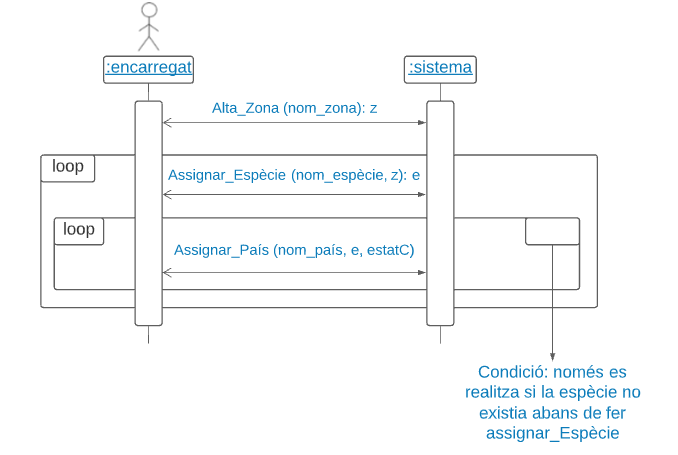 :encarregat
:sistema
Alta_Zona (nom_zona): z
loop
Assignar_Espècie (nom_espècie, z): e
loop
Assignar_País (nom_país, e, estatC)
Condició: només es
realitza si la espècie no
existia abans de fer
assignar_Espècie